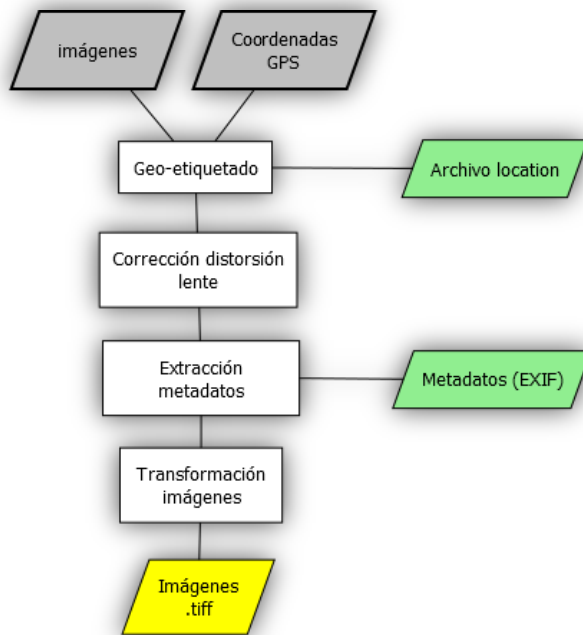 imágenes
Coordenadas
GPS
Geo-etiquetado
Archivo location
Corrección distorsión
lente
Extracción
metadatos
Metadatos (EXIF)
Transformación
imágenes
Imágenes
.tiff